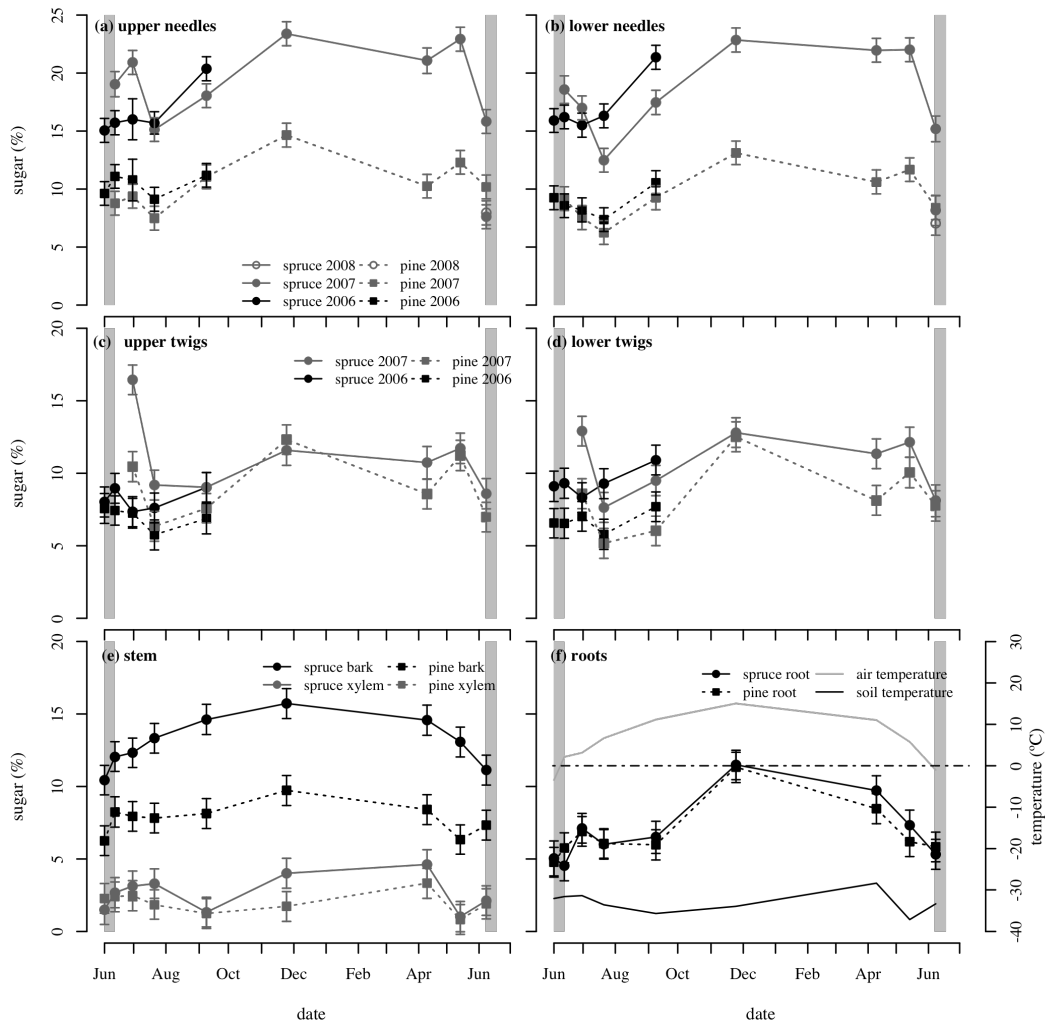 (a) upper needles
sugar (%)
0 5 10 15 20 25
spruce 2008 pine 2008
spruce 2007 pine 2007
spruce 2006 pine 2006
(b) lower needles
(c) upper twigs
sugar (%)
0 5 10 15 20
spruce 2007 pine 2007
spruce 2006 pine 2006
(d) lower twigs
(e) stem
sugar (%)
0 5 10 15 20
spruce bark pine bark
spruce xylem pine xylem
Jun Aug Oct Dec Feb Apr Jun
date
(f) roots
spruce root air temperature
pine root soil temperature
-40 -30 -20 -10 0 10 20 30
temperature (°C)
Jun Aug Oct Dec Feb Apr Jun
date